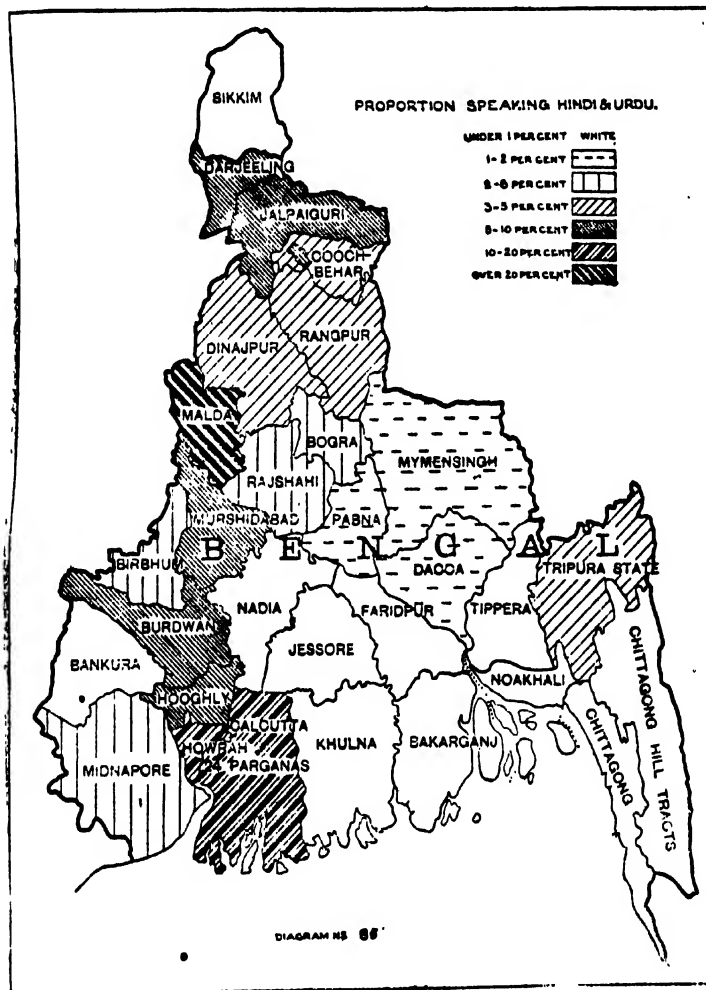 SIKKIM
PROPORTION SPEAKING HINDI & URDU.
UNDER 1 PER CENT WHITE
1-2 PER CENT
2-8 PER CENT
3-5 PER CENT
8-10 PER CENT
10-20 PER CENT
OVER 20 PER CENT
DARJEELING
JALPAIGURI
COOCH-
BEHAR
DINAJPUR
RANGPUR
MALDA
BOGRA
MYMENSINGH
RAJSHAHI
MURSHIDABAD
PABNA
BENGAL
BIRBHUM
DACCA
TRIPURA STATE
BURDWAN
NADIA
FARIDPUR
TIPPERA
BANKURA
JESSORE
NOAKHALI
CHITTAGONG HILL TRACTS
HOOGHLY
CALCUTTA
HOWRAH
24 PARGANAS
KHULNA
BAKARGANJ
CHITTAGONG
MIDNAPORE
DIAGRAM No